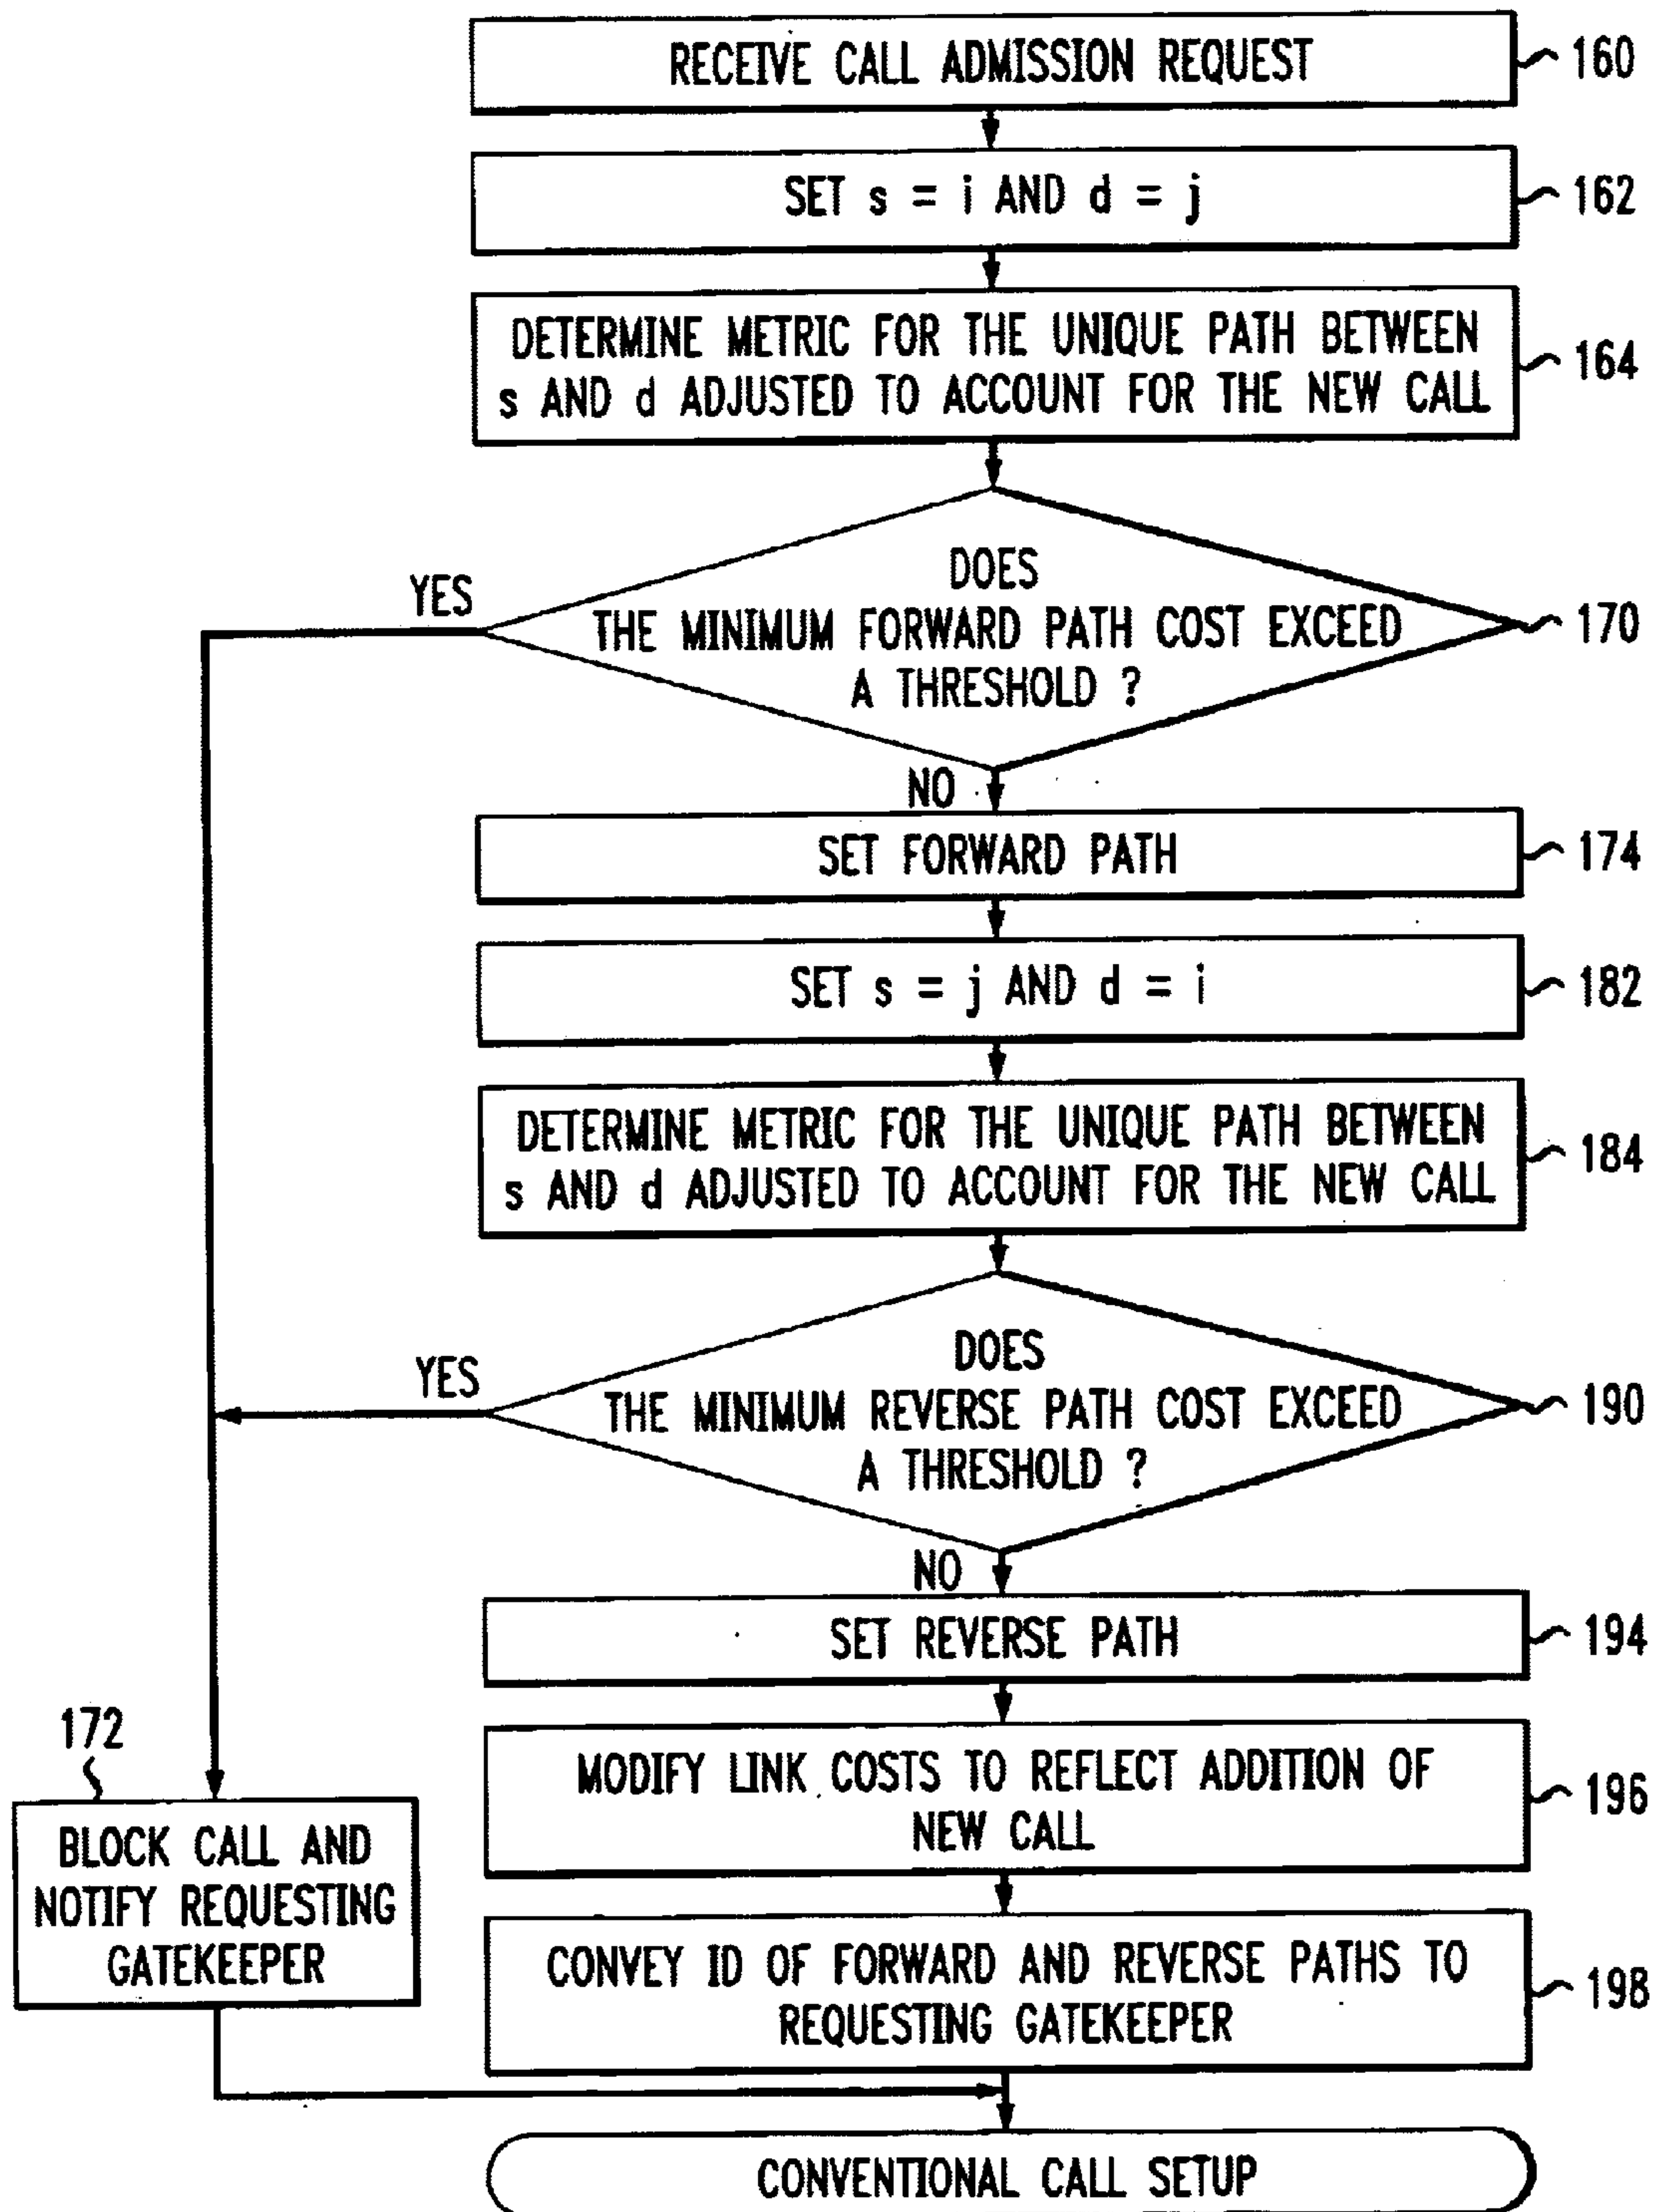 RECEIVE CALL ADMISSION REQUEST
160
SET s = i AND d = j
162
DETERMINE METRIC FOR THE UNIQUE PATH BETWEEN
s AND d ADJUSTED TO ACCOUNT FOR THE NEW CALL
164
DOES
THE MINIMUM FORWARD PATH COST EXCEED
A THRESHOLD ?
170
YES
NO
SET FORWARD PATH
174
SET s = j AND d = i
182
DETERMINE METRIC FOR THE UNIQUE PATH BETWEEN
s AND d ADJUSTED TO ACCOUNT FOR THE NEW CALL
184
DOES
THE MINIMUM REVERSE PATH COST EXCEED
A THRESHOLD ?
190
YES
NO
SET REVERSE PATH
194
172
BLOCK CALL AND
NOTIFY REQUESTING
GATEKEEPER
MODIFY LINK COSTS TO REFLECT ADDITION OF
NEW CALL
196
CONVEY ID OF FORWARD AND REVERSE PATHS TO
REQUESTING GATEKEEPER
198
CONVENTIONAL CALL SETUP